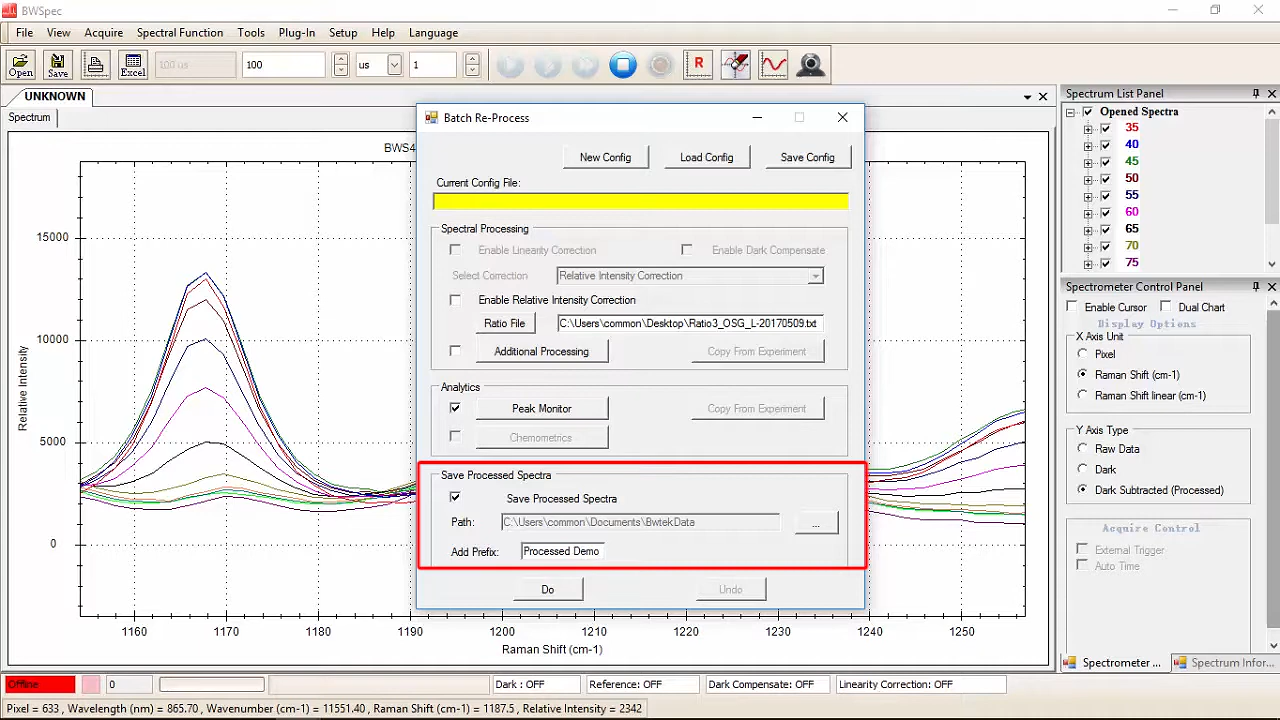 BWSpec
File View Acquire Spectral Function Tools Plug-In Setup Help Language
Open Save Excel 100 us 100 us 1 R
UNKNOWN
Spectrum
BWS4
15000
10000
5000
0
Relative Intensity
1160 1170 1180 1190 1200 1210 1220 1230 1240 1250
Raman Shift (cm-1)
Batch Re-Process
New Config Load Config Save Config
Current Config File:
Spectral Processing
Enable Linearity Correction Enable Dark Compensate
Select Correction Relative Intensity Correction
Enable Relative Intensity Correction
Ratio File C:\Users\common\Desktop\Ratio3_OSG_L-20170509.txt
Additional Processing Copy From Experiment
Analytics
Peak Monitor Copy From Experiment
Chemometrics
Save Processed Spectra
Save Processed Spectra
Path: C:\Users\common\Documents\BwtekData ...
Add Prefix: Processed Demo
Do Undo
Spectrum List Panel
Opened Spectra
35
40
45
50
55
60
65
70
75
Spectrometer Control Panel
Enable Cursor Dual Chart
Display Options
X Axis Unit
Pixel
Raman Shift (cm-1)
Raman Shift linear (cm-1)
Y Axis Type
Raw Data
Dark
Dark Subtracted (Processed)
Acquire Control
External Trigger
Auto Time
Spectrometer ... Spectrum Infor...
Offline 0 Dark : OFF Reference: OFF Dark Compensate: OFF Linearity Correction: OFF
Pixel = 633 , Wavelength (nm) = 865.70 , Wavenumber (cm-1) = 11551.40 , Raman Shift (cm-1) = 1187.5 , Relative Intensity = 2342